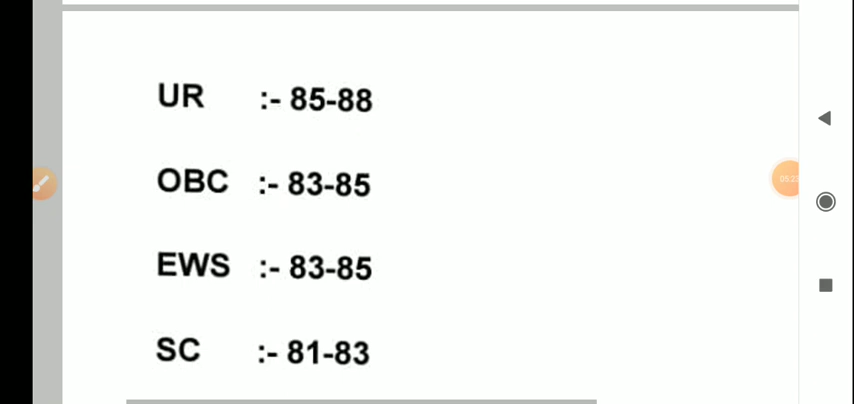 UR :- 85-88
OBC :- 83-85
EWS :- 83-85
SC :- 81-83